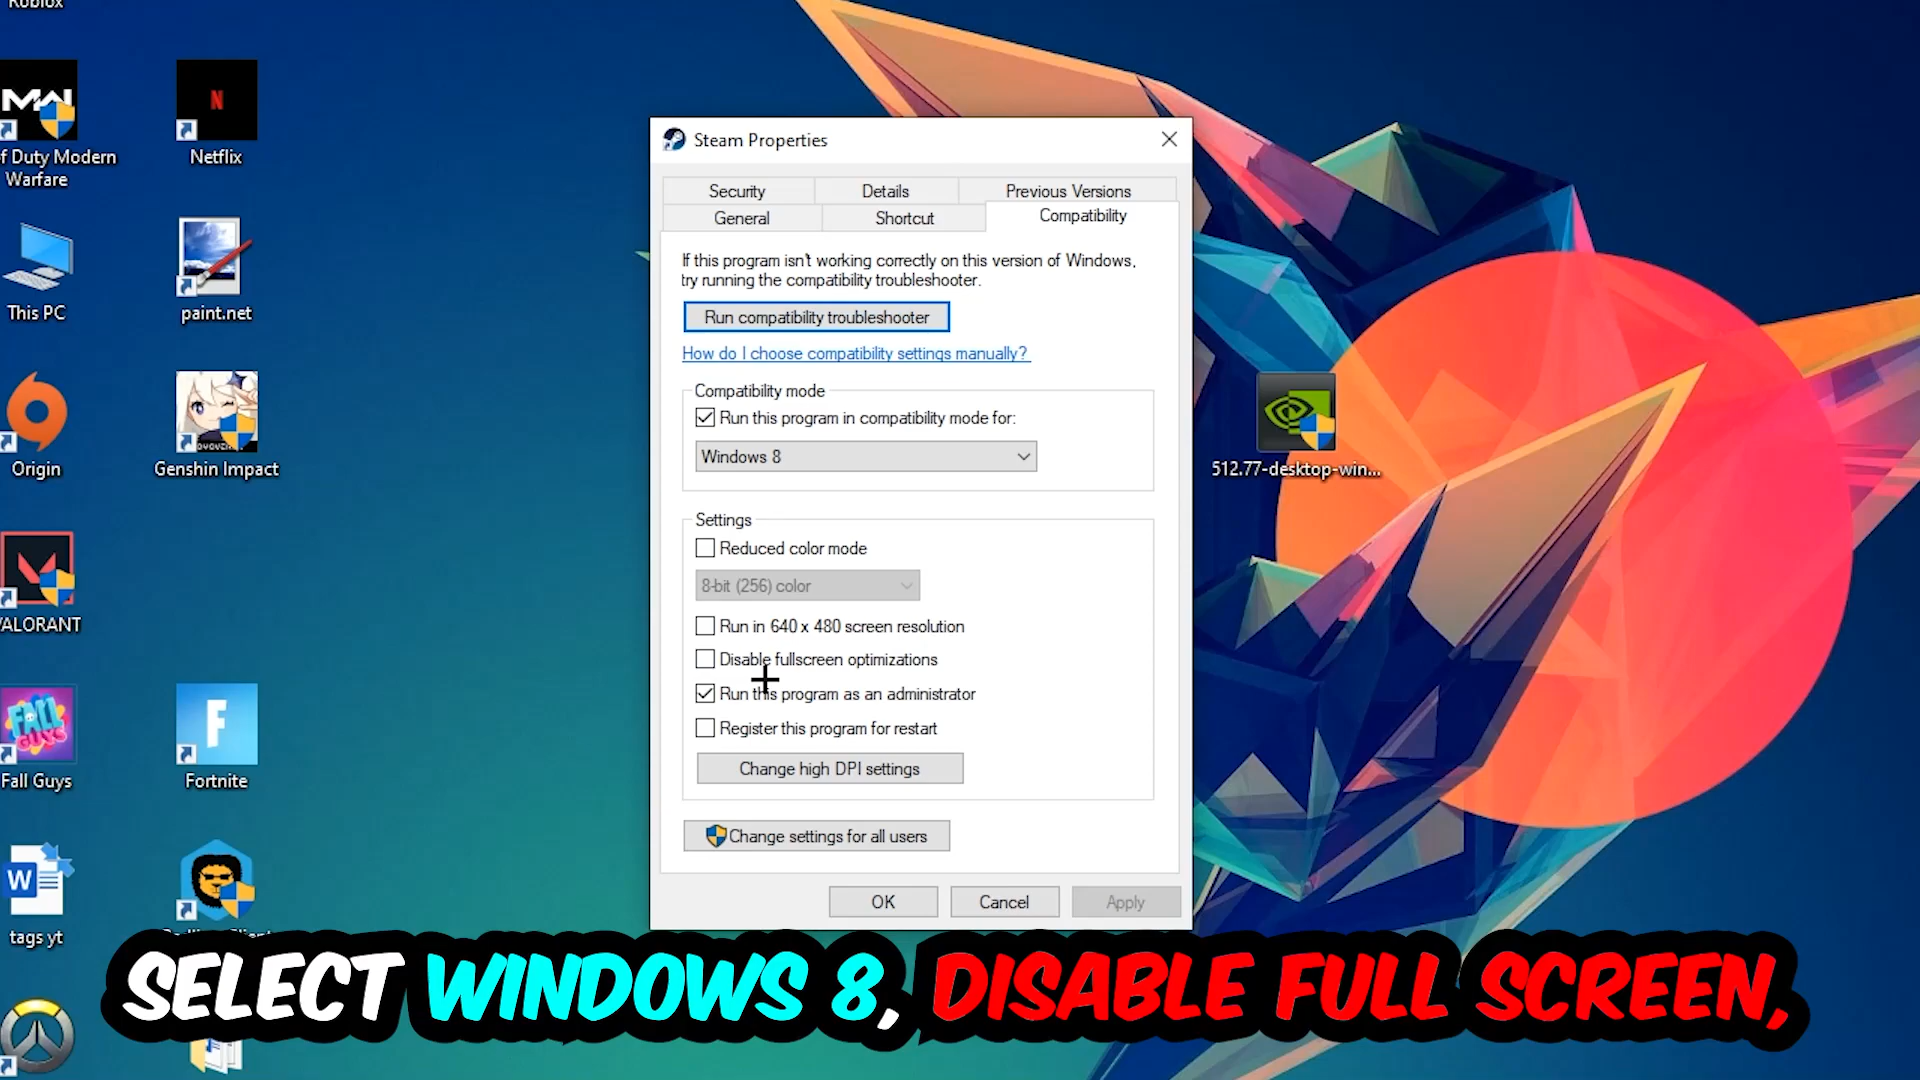 Roblox
f Duty Modern
Warfare
Netflix
This PC
paint.net
Origin
Genshin Impact
VALORANT
FALL
GUYS
Fall Guys
Fortnite
W
tags yt
Steam Properties
Security
Details
Previous Versions
General
Shortcut
Compatibility
If this program isn't working correctly on this version of Windows,
try running the compatibility troubleshooter.
Run compatibility troubleshooter
How do I choose compatibility settings manually?
Compatibility mode
Run this program in compatibility mode for:
Windows 8
Settings
Reduced color mode
8-bit (256) color
Run in 640 x 480 screen resolution
Disable fullscreen optimizations
Run this program as an administrator
Register this program for restart
Change high DPI settings
Change settings for all users
OK
Cancel
Apply
512.77-desktop-win...
SELECT WINDOWS 8, DISABLE FULL SCREEN,